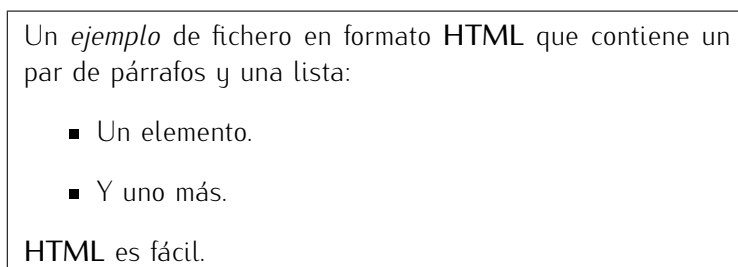 Un ejemplo de fichero en formato HTML que contiene un
par de párrafos y una lista:
▪ Un elemento.
▪ Y uno más.
HTML es fácil.